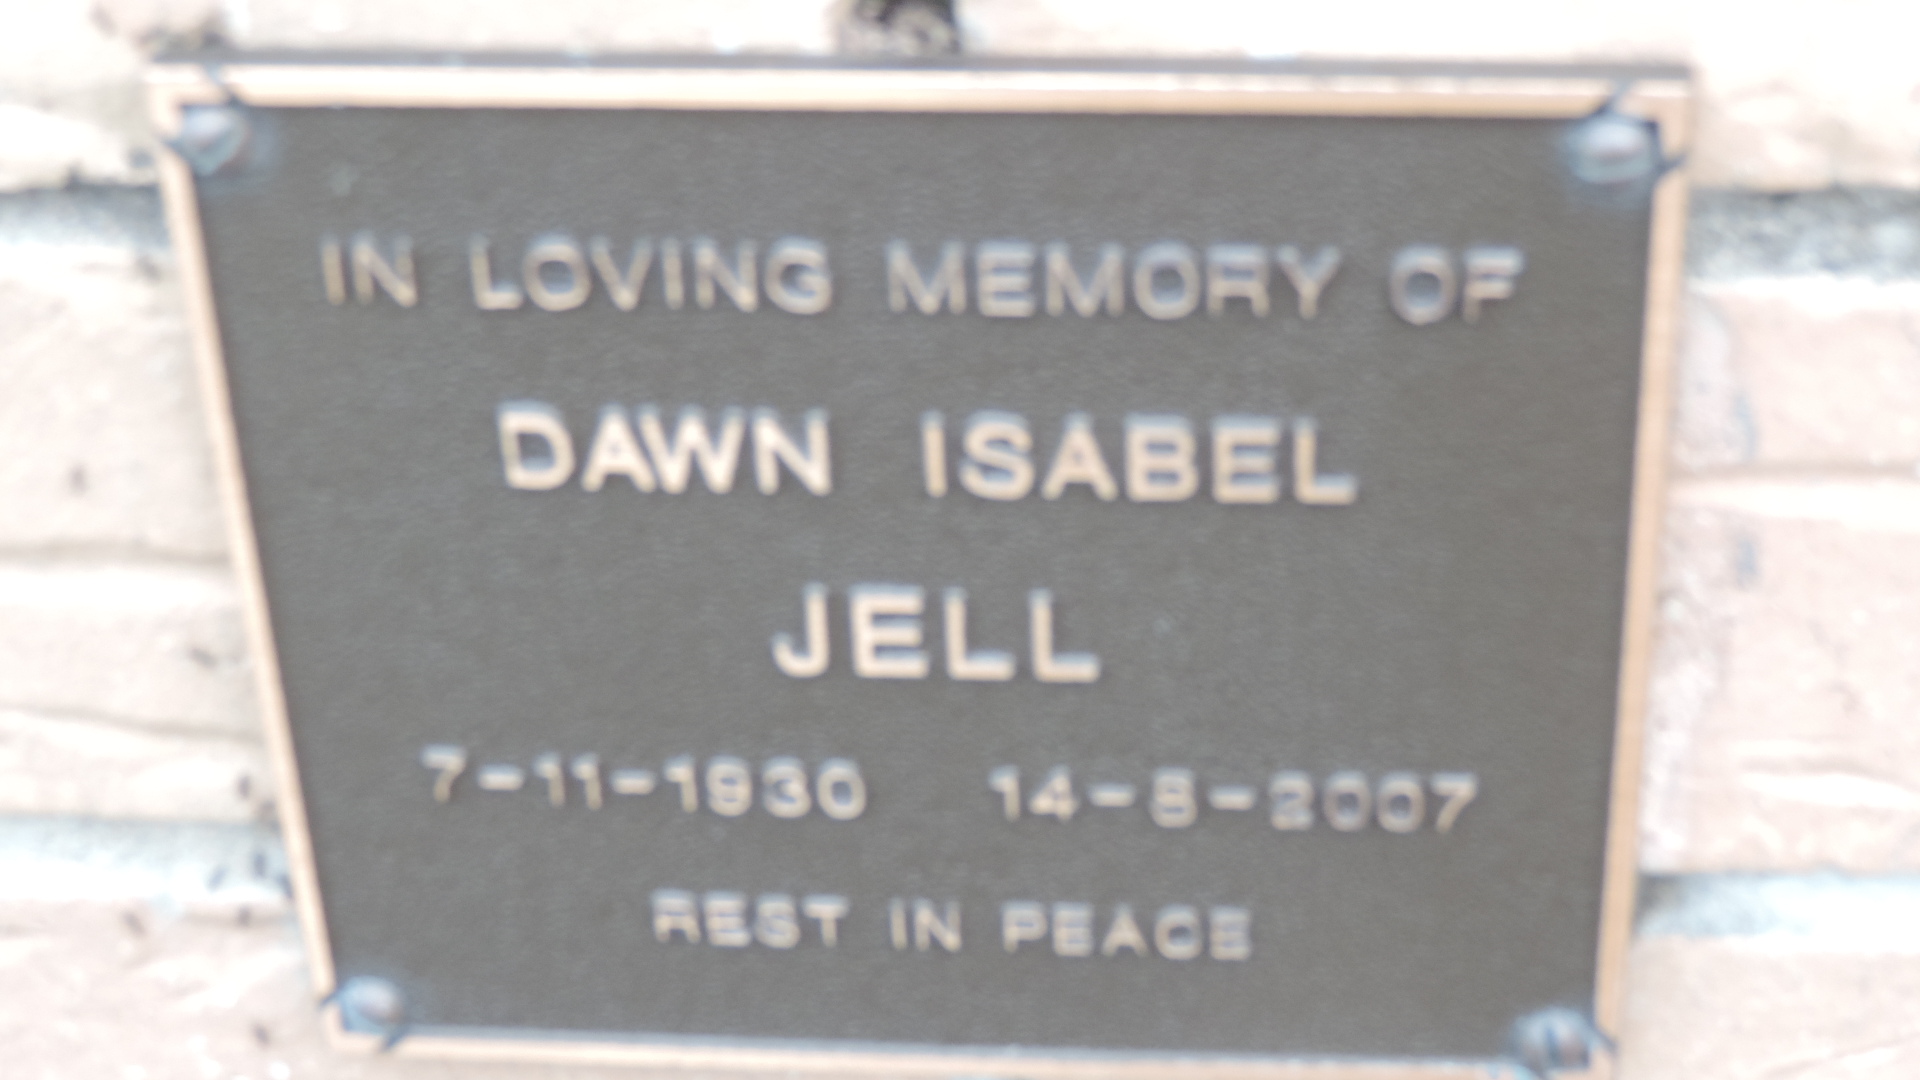 IN LOVING MEMORY OF
DAWN ISABEL
JELL
7-11-1930 14-8-2007
REST IN PEACE